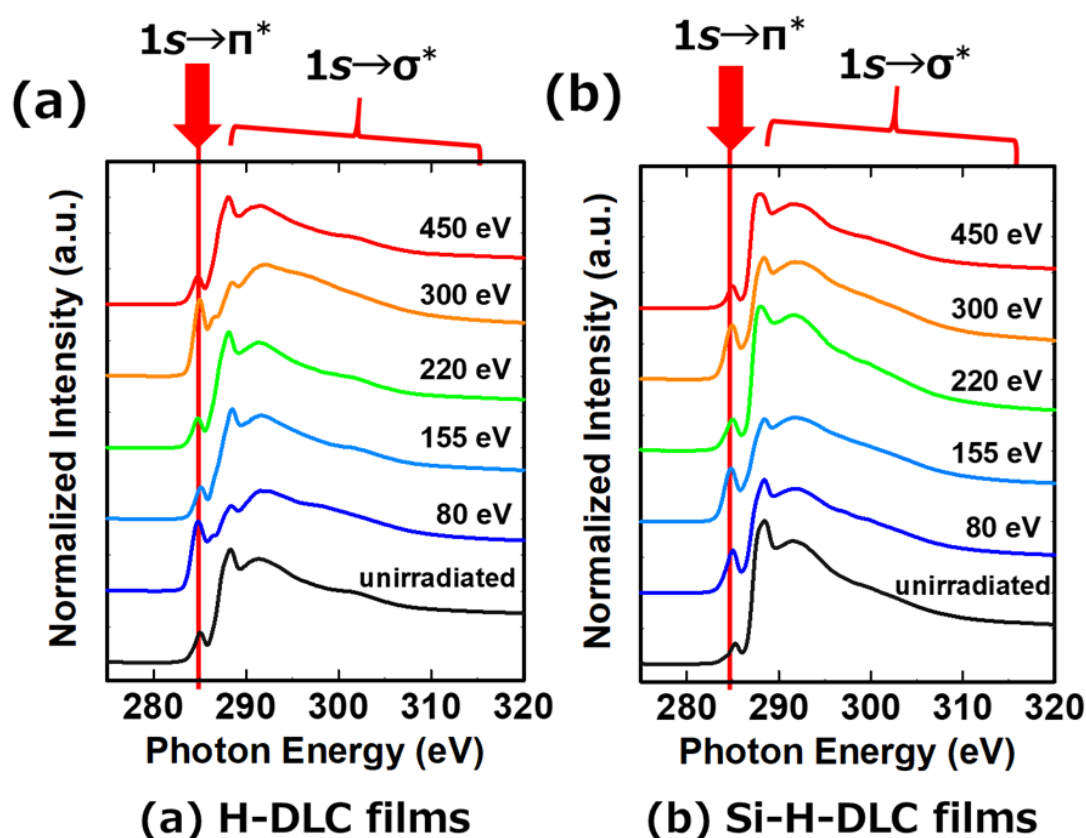 1s→π*
1s→σ*
(a)
Normalized Intensity (a.u.)
450 eV
300 eV
220 eV
155 eV
80 eV
unirradiated
280 290 300 310 320
Photon Energy (eV)
(a) H-DLC films
1s→π*
1s→σ*
(b)
Normalized Intensity (a.u.)
450 eV
300 eV
220 eV
155 eV
80 eV
unirradiated
280 290 300 310 320
Photon Energy (eV)
(b) Si-H-DLC films